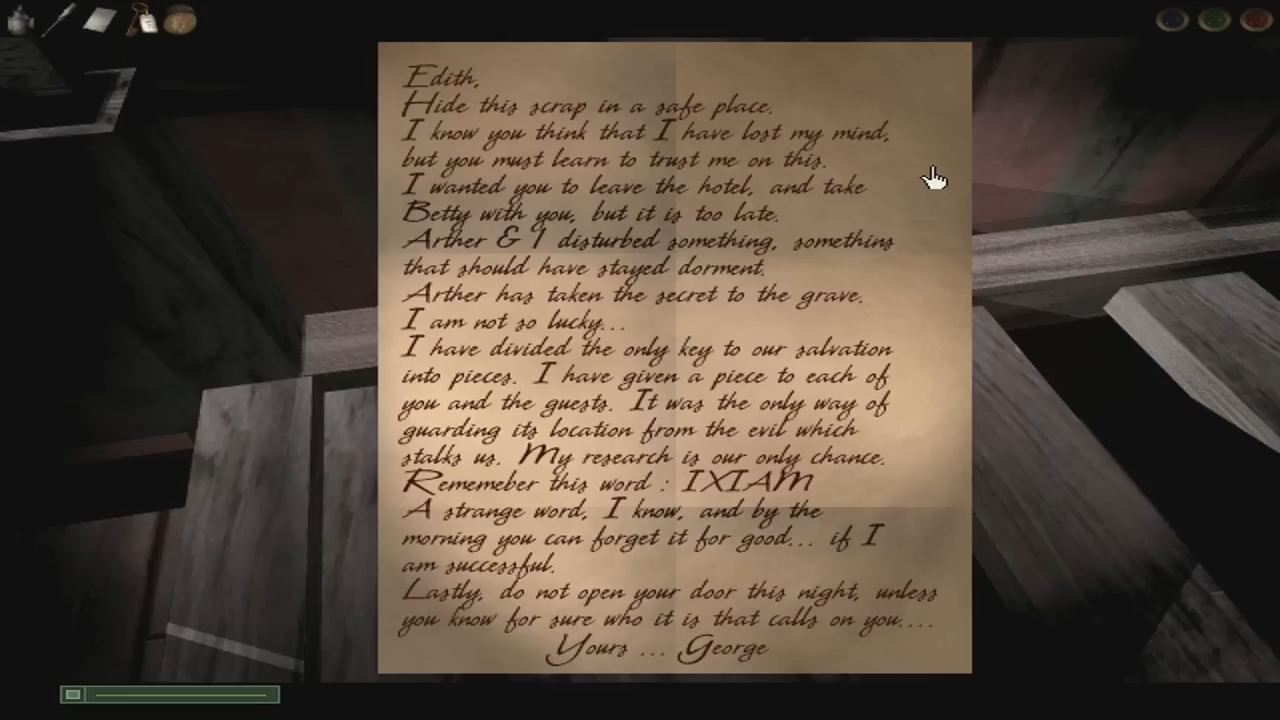 Edith,
Hide this scrap in a safe place.
I know you think that I have lost my mind,
but you must learn to trust me on this.
I wanted you to leave the hotel, and take
Betty with you, but it is too late.
Arther & I disturbed something, something
that should have stayed dorment.
Arther has taken the secret to the grave.
I am not so lucky...
I have divided the only key to our salvation
into pieces. I have given a piece to each of
you and the guests. It was the only way of
guarding its location from the evil which
stalks us. My research is our only chance.
Rememeber this word : IXIAM
A strange word, I know, and by the
morning you can forget it for good... if I
am successful.
Lastly, do not open your door this night, unless
you know for sure who it is that calls on you....
Yours ... George